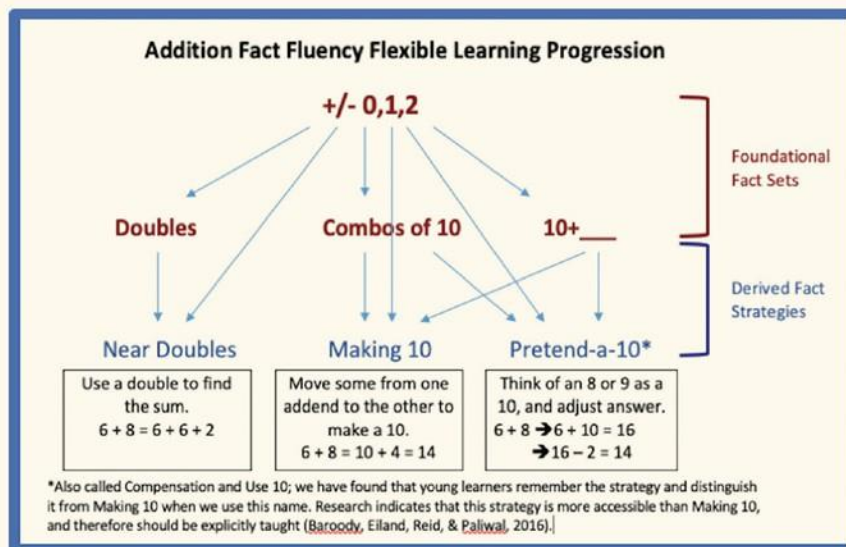 Addition Fact Fluency Flexible Learning Progression
+/- 0,1,2
Foundational
Fact Sets
Doubles
Combos of 10
10+___
Derived Fact
Strategies
Near Doubles
Making 10
Pretend-a-10*
Use a double to find
the sum.
6 + 8 = 6 + 6 + 2
Move some from one
addend to the other to
make a 10.
6 + 8 = 10 + 4 = 14
Think of an 8 or 9 as a
10, and adjust answer.
6 + 8 ➔6 + 10 = 16
➔16 – 2 = 14
*Also called Compensation and Use 10; we have found that young learners remember the strategy and distinguish
it from Making 10 when we use this name. Research indicates that this strategy is more accessible than Making 10,
and therefore should be explicitly taught (Baroody, Eiland, Reid, & Paliwal, 2016).